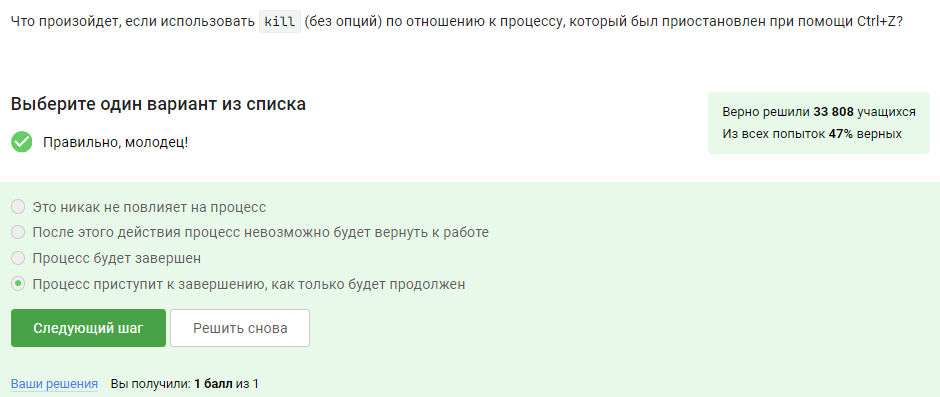 Что произойдет, если использовать kill (без опций) по отношению к процессу, который был приостановлен при помощи Ctrl+Z?
Выберите один вариант из списка
Правильно, молодец!
Верно решили 33 808 учащихся
Из всех попыток 47% верных
Это никак не повлияет на процесс
После этого действия процесс невозможно будет вернуть к работе
Процесс будет завершен
Процесс приступит к завершению, как только будет продолжен
Следующий шаг
Решить снова
Ваши решения Вы получили: 1 балл из 1